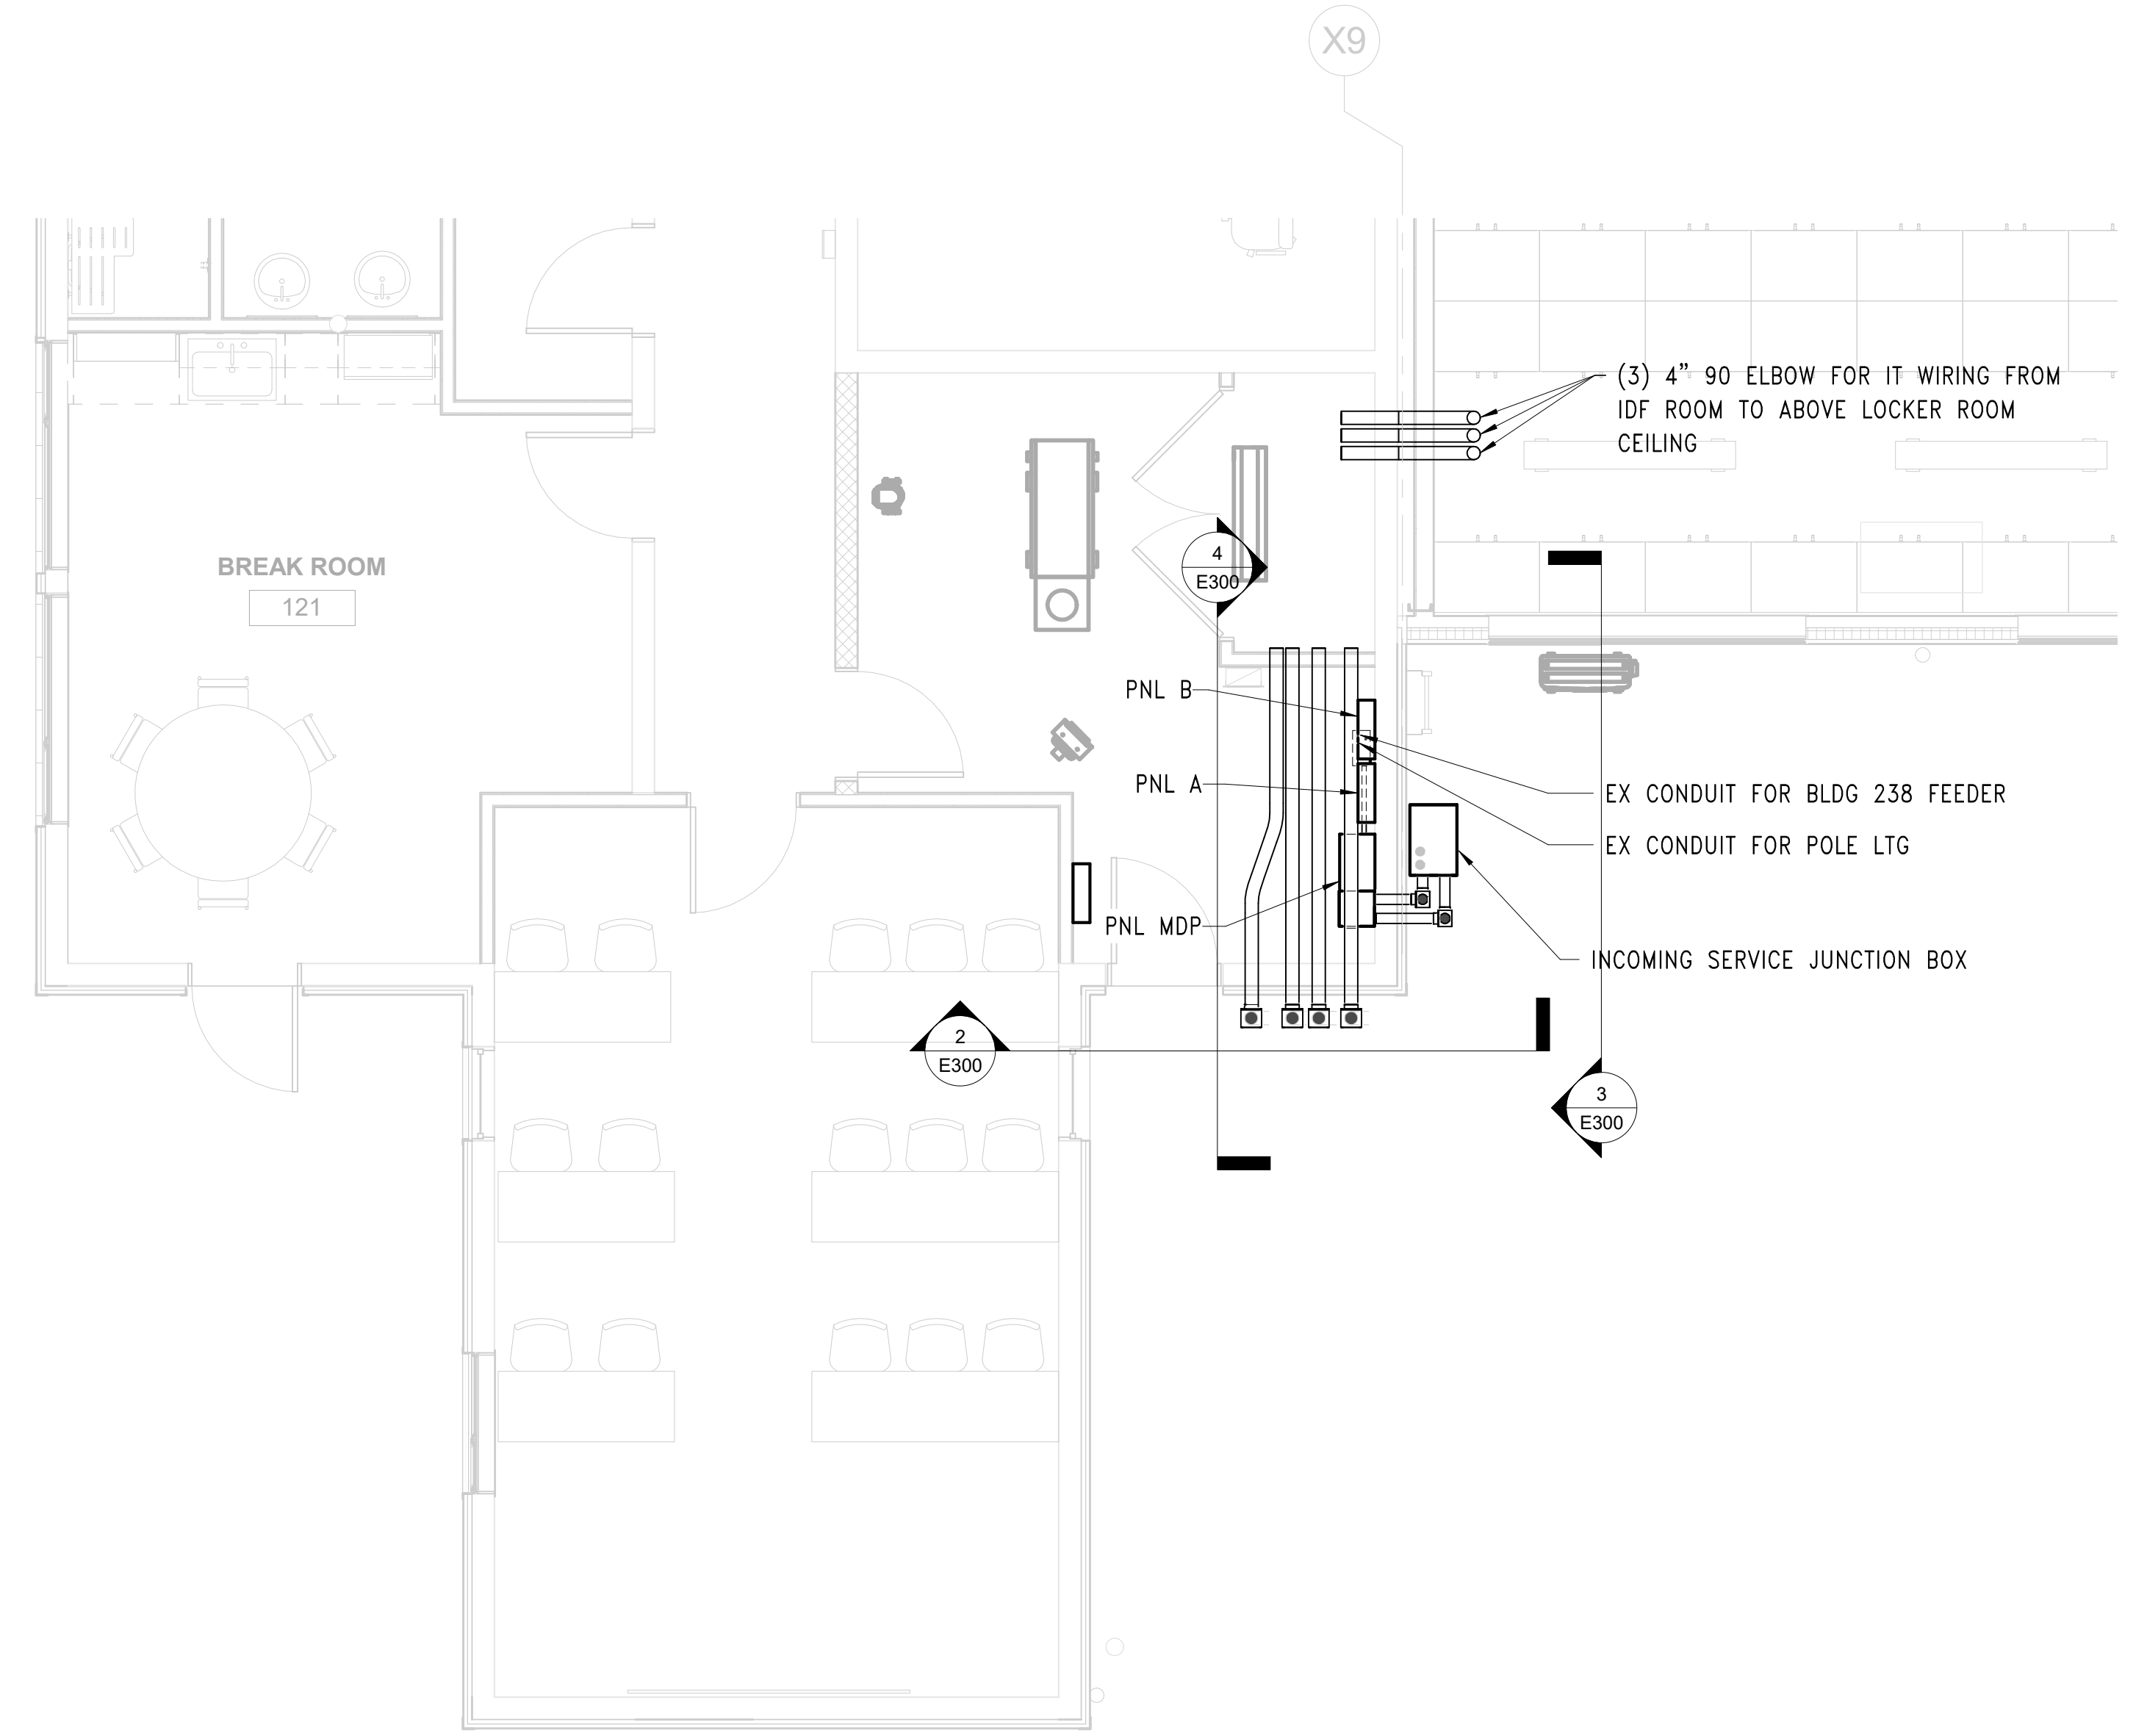 X9
(3) 4" 90 ELBOW FOR IT WIRING FROM
IDF ROOM TO ABOVE LOCKER ROOM
CEILING
4
E300
BREAK ROOM
121
PNL B
PNL A
EX CONDUIT FOR BLDG 238 FEEDER
EX CONDUIT FOR POLE LTG
PNL MDP
INCOMING SERVICE JUNCTION BOX
2
E300
3
E300